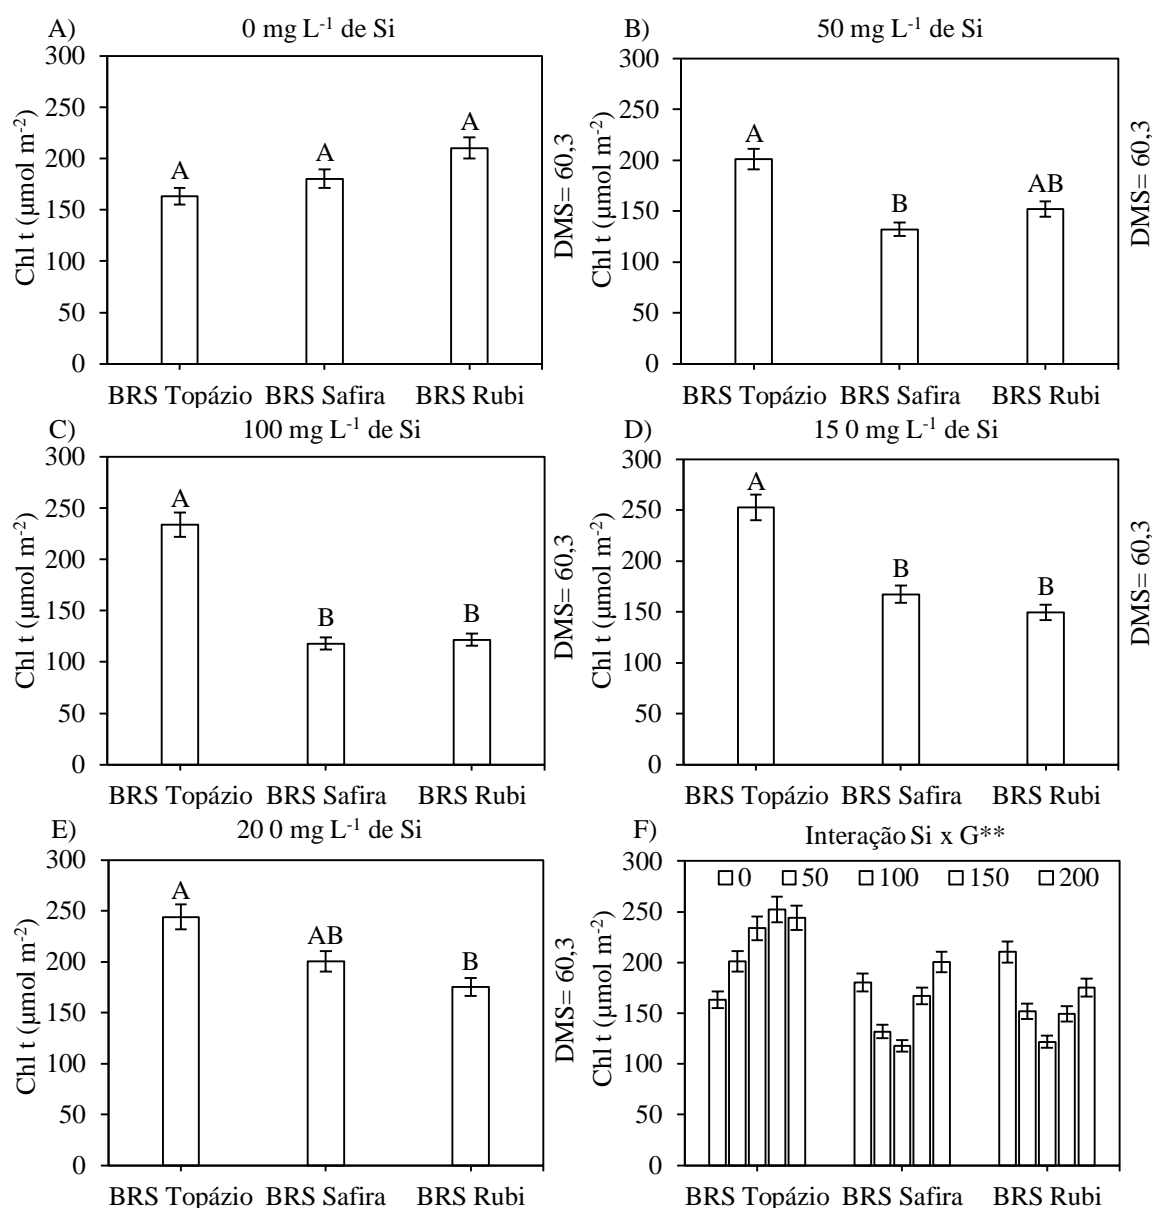 A) 0 mg L⁻¹ de Si
300
250
200
150
100
50
0
Chl t (µmol m⁻²)
A
A
A
DMS= 60,3
BRS Topázio BRS Safira BRS Rubi
B) 50 mg L⁻¹ de Si
300
250
200
150
100
50
0
Chl t (µmol m⁻²)
A
B
AB
DMS= 60,3
BRS Topázio BRS Safira BRS Rubi
C) 100 mg L⁻¹ de Si
300
250
200
150
100
50
0
Chl t (µmol m⁻²)
A
B
B
DMS= 60,3
BRS Topázio BRS Safira BRS Rubi
D) 15 0 mg L⁻¹ de Si
300
250
200
150
100
50
0
Chl t (µmol m⁻²)
A
B
B
DMS= 60,3
BRS Topázio BRS Safira BRS Rubi
E) 20 0 mg L⁻¹ de Si
300
250
200
150
100
50
0
Chl t (µmol m⁻²)
A
AB
B
DMS= 60,3
BRS Topázio BRS Safira BRS Rubi
F) Interação Si x G**
0 50 100 150 200
300
250
200
150
100
50
0
Chl t (µmol m⁻²)
BRS Topázio BRS Safira BRS Rubi